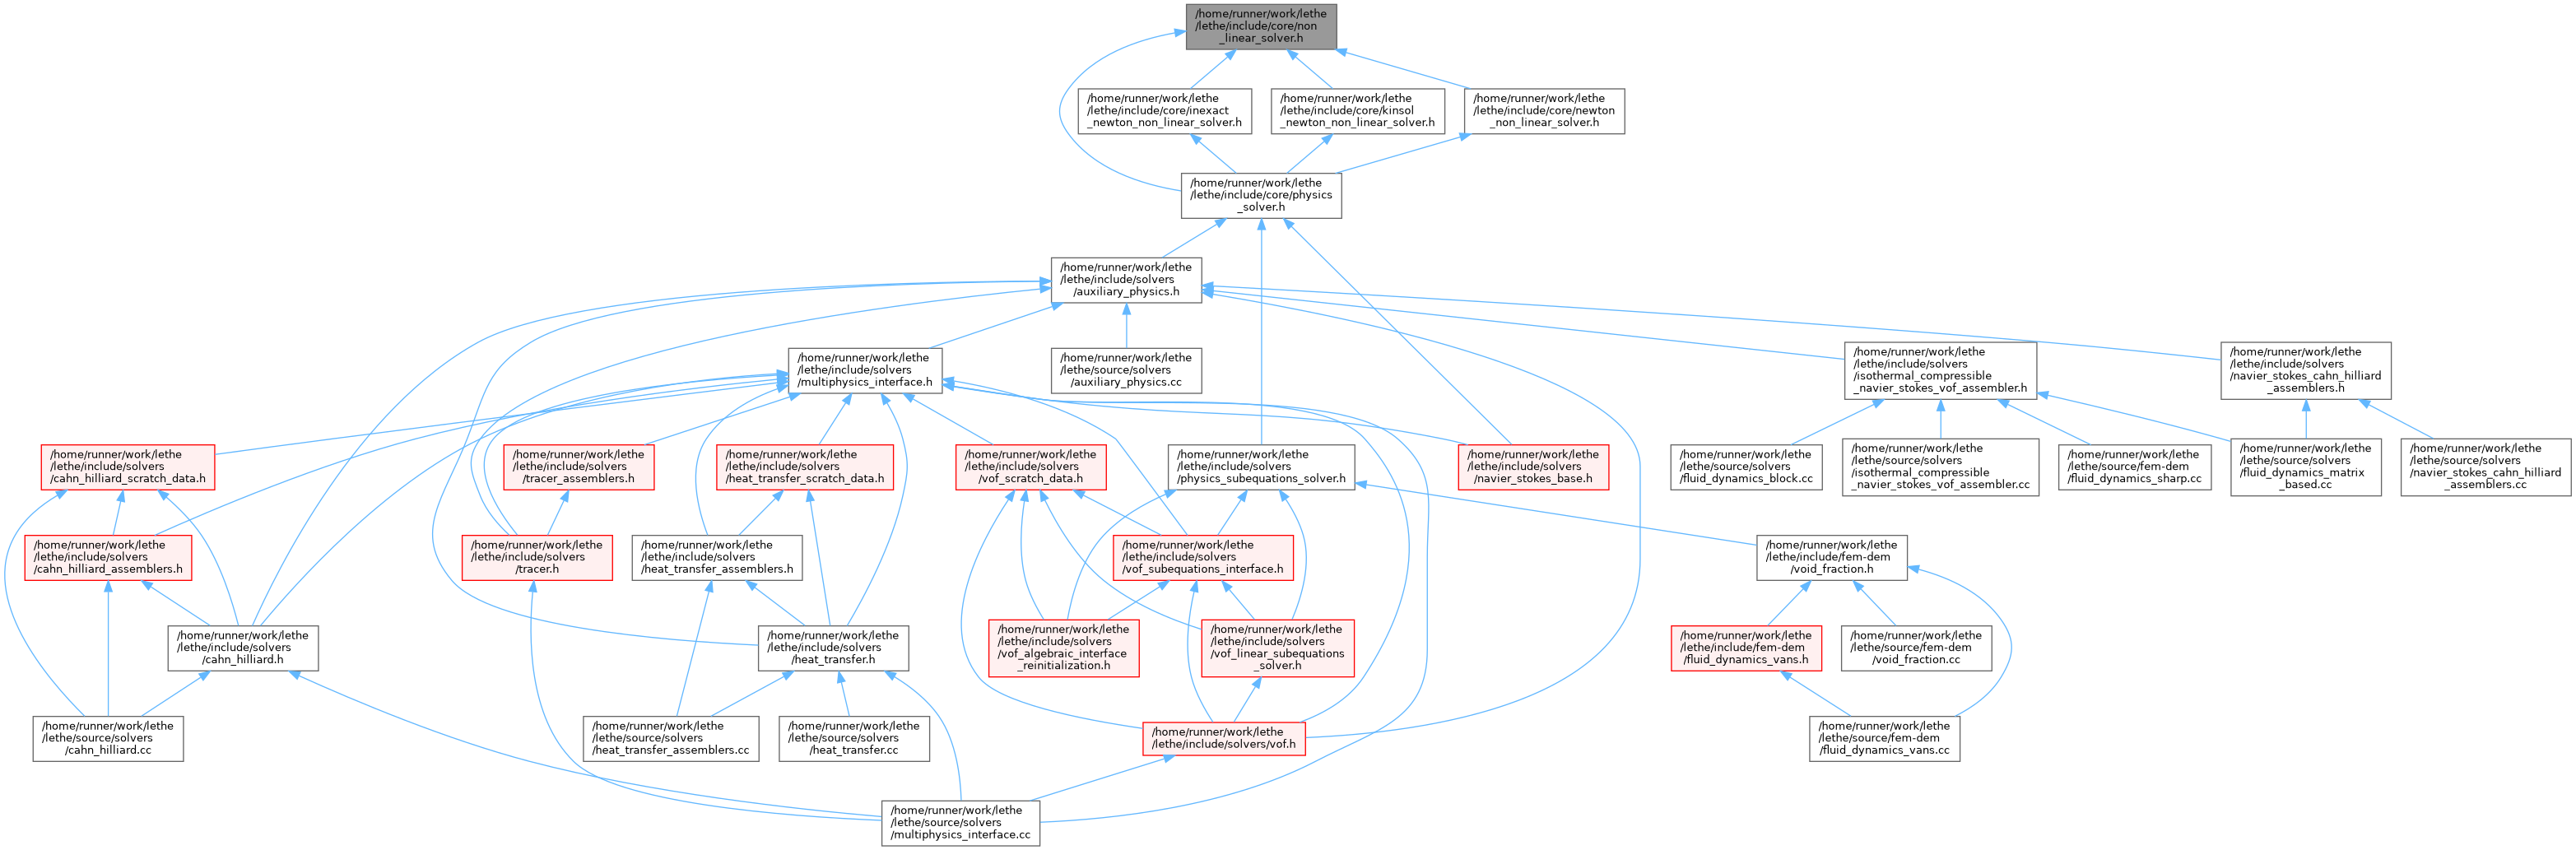 /home/runner/work/lethe
/lethe/include/core/non
_linear_solver.h
/home/runner/work/lethe
/lethe/include/core/inexact
_newton_non_linear_solver.h
/home/runner/work/lethe
/lethe/include/core/kinsol
_newton_non_linear_solver.h
/home/runner/work/lethe
/lethe/include/core/newton
_non_linear_solver.h
/home/runner/work/lethe
/lethe/include/core/physics
_solver.h
/home/runner/work/lethe
/lethe/include/solvers
/auxiliary_physics.h
/home/runner/work/lethe
/lethe/include/solvers
/multiphysics_interface.h
/home/runner/work/lethe
/lethe/source/solvers
/auxiliary_physics.cc
/home/runner/work/lethe
/lethe/include/solvers
/isothermal_compressible
_navier_stokes_vof_assembler.h
/home/runner/work/lethe
/lethe/include/solvers
/navier_stokes_cahn_hilliard
_assemblers.h
/home/runner/work/lethe
/lethe/include/solvers
/cahn_hilliard_scratch_data.h
/home/runner/work/lethe
/lethe/include/solvers
/tracer_assemblers.h
/home/runner/work/lethe
/lethe/include/solvers
/heat_transfer_scratch_data.h
/home/runner/work/lethe
/lethe/include/solvers
/vof_scratch_data.h
/home/runner/work/lethe
/lethe/include/solvers
/physics_subequations_solver.h
/home/runner/work/lethe
/lethe/include/solvers
/navier_stokes_base.h
/home/runner/work/lethe
/lethe/source/solvers
/fluid_dynamics_block.cc
/home/runner/work/lethe
/lethe/source/solvers
/isothermal_compressible
_navier_stokes_vof_assembler.cc
/home/runner/work/lethe
/lethe/source/fem-dem
/fluid_dynamics_sharp.cc
/home/runner/work/lethe
/lethe/source/solvers
/fluid_dynamics_matrix
_based.cc
/home/runner/work/lethe
/lethe/source/solvers
/navier_stokes_cahn_hilliard
_assemblers.cc
/home/runner/work/lethe
/lethe/include/solvers
/cahn_hilliard_assemblers.h
/home/runner/work/lethe
/lethe/include/solvers
/tracer.h
/home/runner/work/lethe
/lethe/include/solvers
/heat_transfer_assemblers.h
/home/runner/work/lethe
/lethe/include/solvers
/vof_subequations_interface.h
/home/runner/work/lethe
/lethe/include/fem-dem
/void_fraction.h
/home/runner/work/lethe
/lethe/include/solvers
/cahn_hilliard.h
/home/runner/work/lethe
/lethe/include/solvers
/heat_transfer.h
/home/runner/work/lethe
/lethe/include/solvers
/vof_algebraic_interface
_reinitialization.h
/home/runner/work/lethe
/lethe/include/solvers
/vof_linear_subequations
_solver.h
/home/runner/work/lethe
/lethe/include/fem-dem
/fluid_dynamics_vans.h
/home/runner/work/lethe
/lethe/source/fem-dem
/void_fraction.cc
/home/runner/work/lethe
/lethe/source/solvers
/cahn_hilliard.cc
/home/runner/work/lethe
/lethe/source/solvers
/heat_transfer_assemblers.cc
/home/runner/work/lethe
/lethe/source/solvers
/heat_transfer.cc
/home/runner/work/lethe
/lethe/include/solvers/vof.h
/home/runner/work/lethe
/lethe/source/fem-dem
/fluid_dynamics_vans.cc
/home/runner/work/lethe
/lethe/source/solvers
/multiphysics_interface.cc